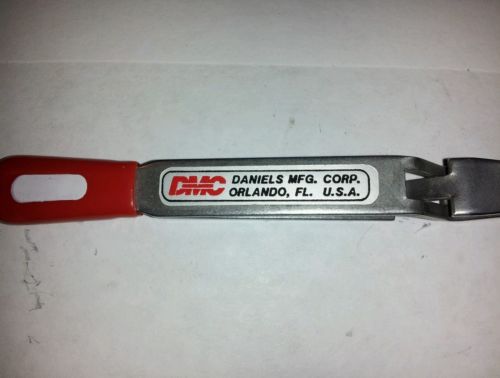 DMC DANIELS MFG. CORP.
ORLANDO, FL. U.S.A.